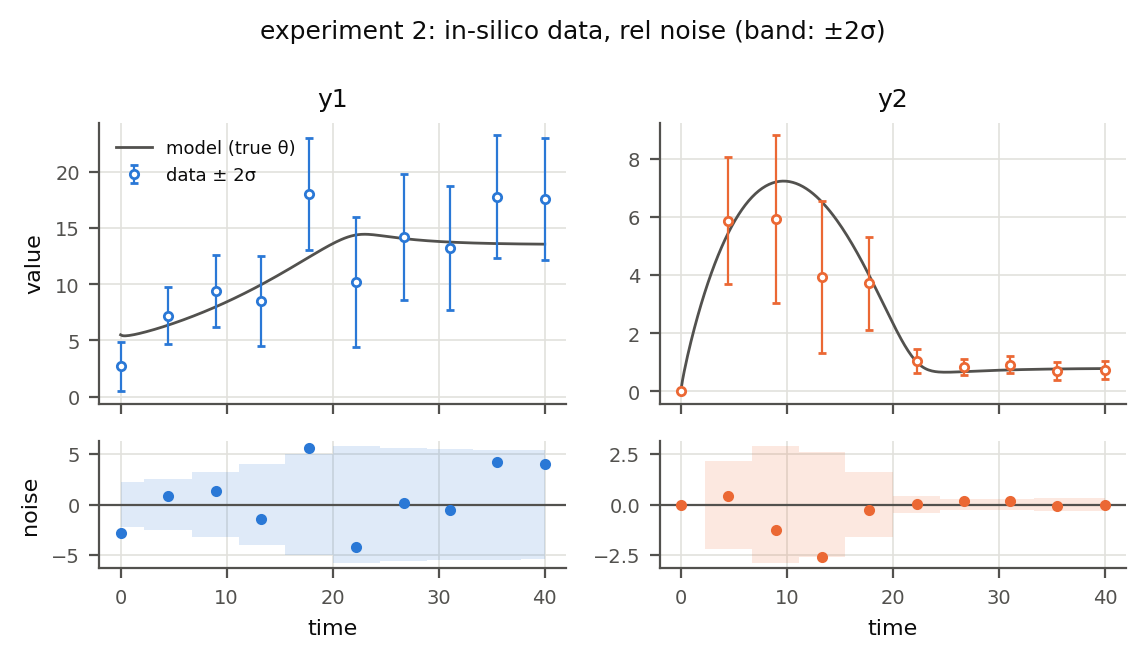 experiment 2: in-silico data, rel noise (band: ±2σ)
y1
y2
model (true θ)
data ± 2σ
value
20
15
10
5
0
8
6
4
2
0
noise
5
0
−5
2.5
0.0
−2.5
0 10 20 30 40
0 10 20 30 40
time
time